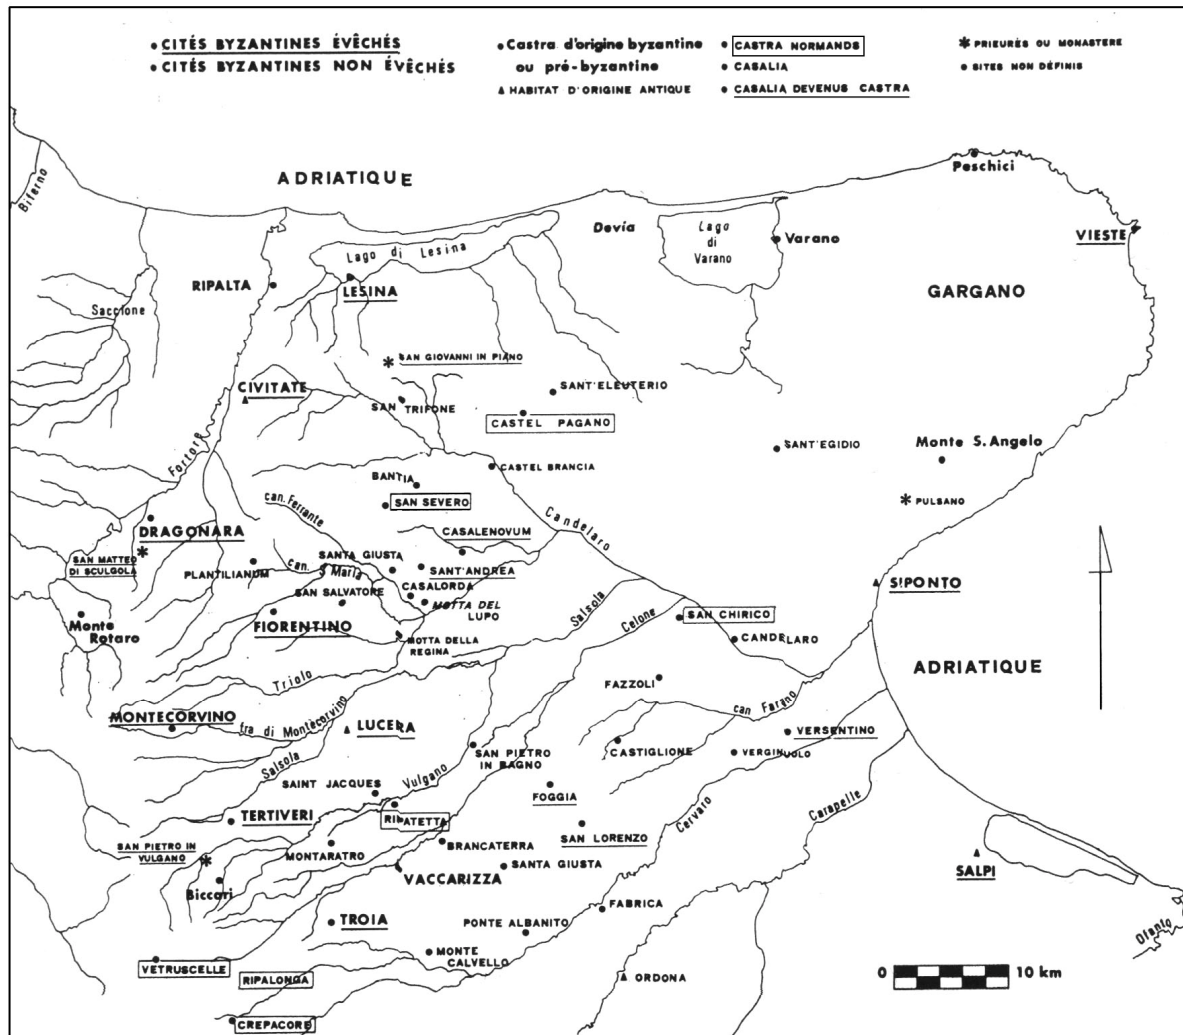 CITÉS BYZANTINES ÉVÊCHÉS
CITÉS BYZANTINES NON ÉVÊCHÉS
Castra d'origine byzantine
ou pré-byzantine
HABITAT D'ORIGINE ANTIQUE
CASTRA NORMANDS
CASALIA
CASALIA DEVENUS CASTRA
PRIEURÉS OU MONASTERE
SITES NON DÉFINIS
Biferno
ADRIATIQUE
Peschici
Devia
Lago
di
Varano
Varano
VIESTE
Lago di Lesina
RIPALTA
LESINA
GARGANO
Saccione
SAN GIOVANNI IN PIANO
CIVITATE
SAN TRIFONE
SANT'ELEUTERIO
CASTEL PAGANO
Fortore
SANT'EGIDIO
Monte S. Angelo
CASTEL BRANCIA
BANTIA
SAN SEVERO
PULSANO
can. Ferrante
Candelaro
DRAGONARA
CASALENOVUM
SAN MATTEO
DI SCULGOLA
PLANTILIANUM
can. S Maria
SANTA GIUSTA
SANT'ANDREA
SIPONTO
CASALORDA
SAN SALVATORE
MOTTA DEL
LUPO
Monte
Rotaro
FIORENTINO
Salsola
Celone
SAN CHIRICO
MOTTA DELLA
REGINA
CANDELARO
ADRIATIQUE
Triolo
FAZZOLI
can Farano
MONTECORVINO
fra di Montecorvino
LUCERA
VERSENTINO
CASTIGLIONE
VERGINUOLO
SAN PIETRO
IN BAGNO
Salsola
SAINT JACQUES
Vulgano
FOGGIA
Carapelle
TERTIVERI
RIPATETTA
SAN LORENZO
Cervaro
SAN PIETRO IN
VULGANO
MONTARATRO
BRANCATERRA
SANTA GIUSTA
SALPI
VACCARIZZA
Biccari
FABRICA
TROIA
PONTE ALBANITO
Ofanto
MONTE
CALVELLO
VETRUSCELLE
RIPALONGA
ORDONA
0 10 km
CREPACORE